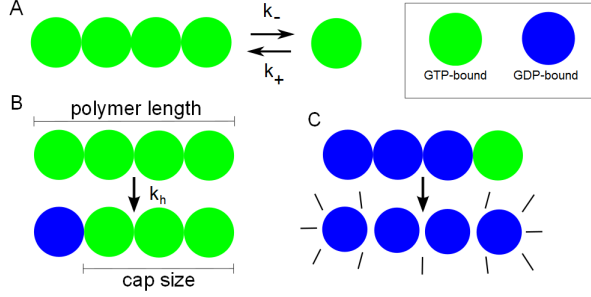 A
k-
k+
GTP-bound
GDP-bound
B
polymer length
kh
cap size
C